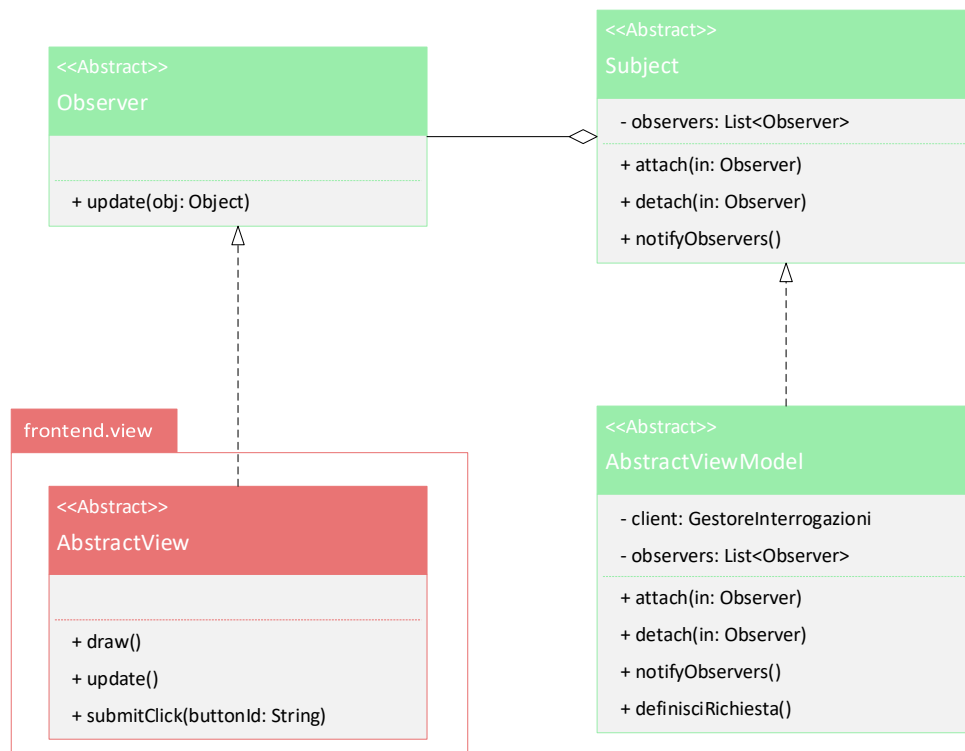 <<Abstract>>
Observer
+ update(obj: Object)
<<Abstract>>
Subject
- observers: List<Observer>
+ attach(in: Observer)
+ detach(in: Observer)
+ notifyObservers()
frontend.view
<<Abstract>>
AbstractView
+ draw()
+ update()
+ submitClick(buttonId: String)
<<Abstract>>
AbstractViewModel
- client: GestoreInterrogazioni
- observers: List<Observer>
+ attach(in: Observer)
+ detach(in: Observer)
+ notifyObservers()
+ definisciRichiesta()